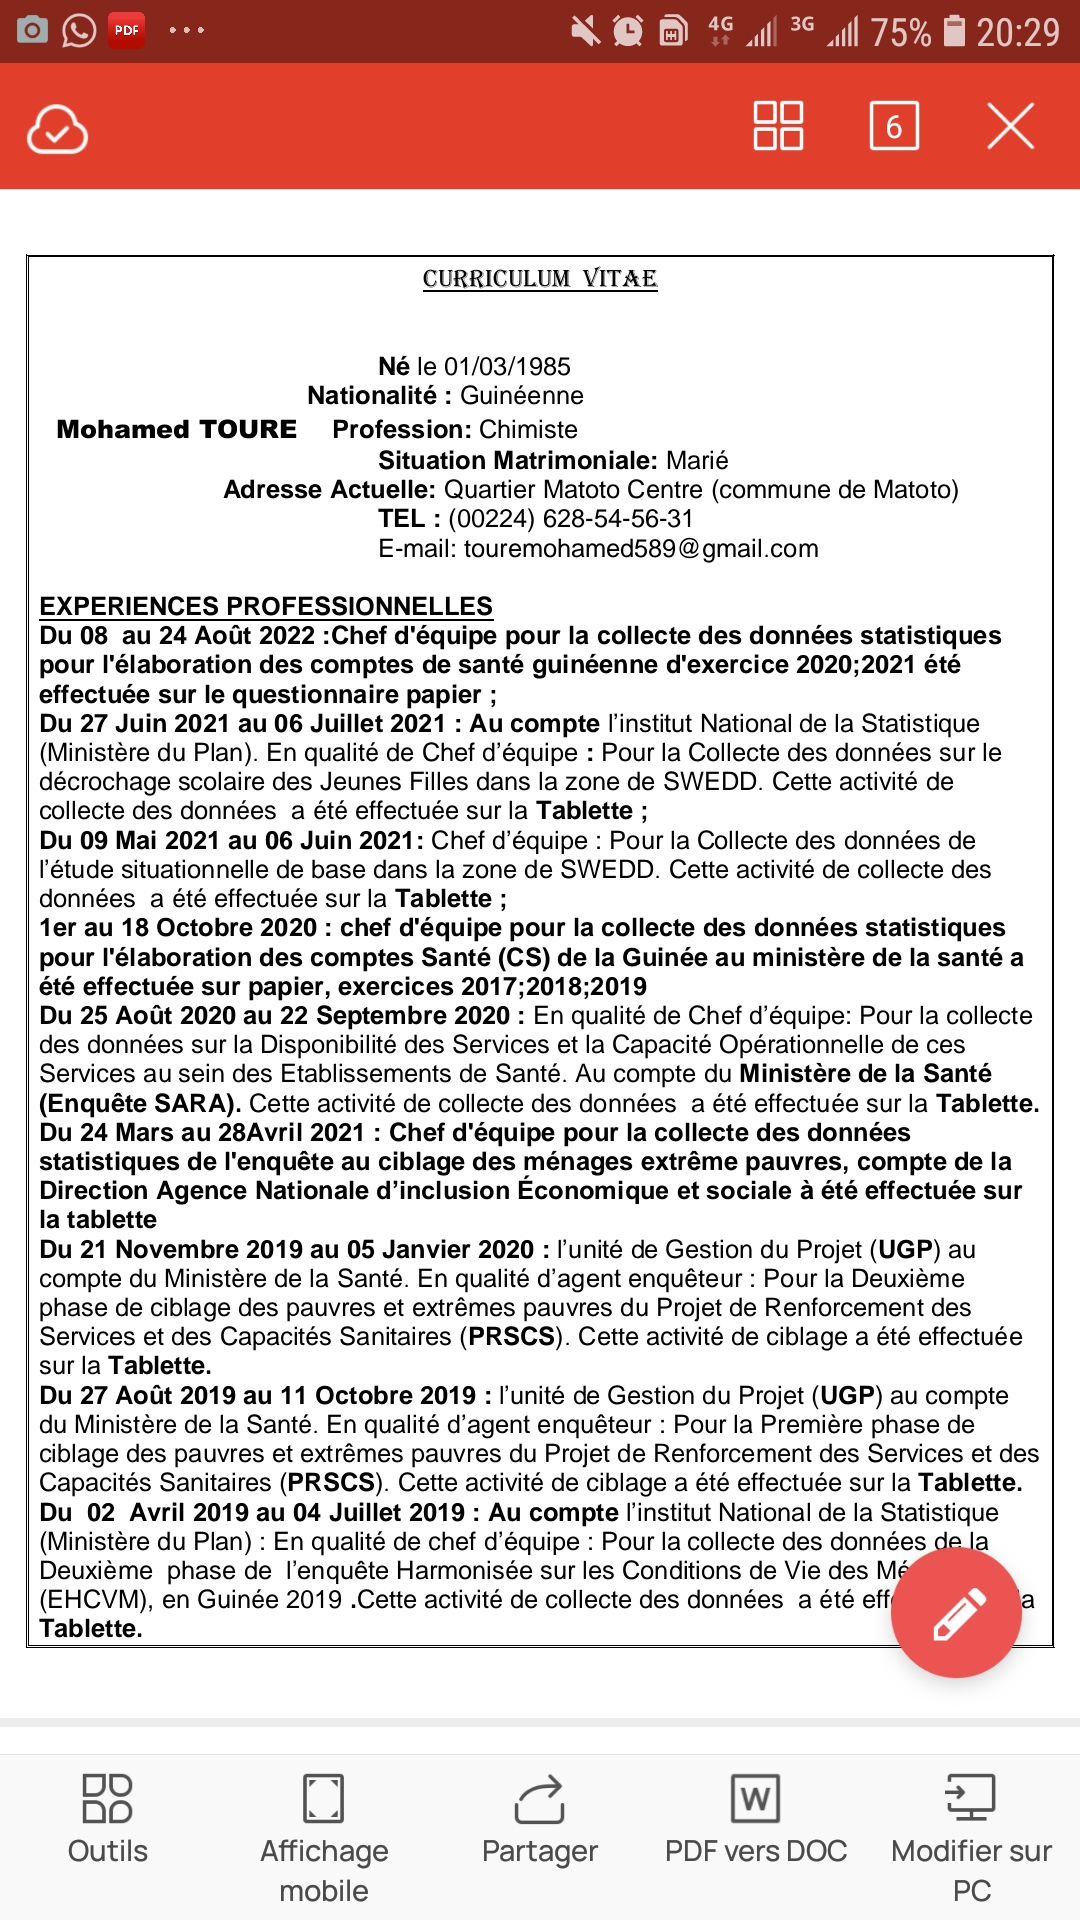 PDF
4G 3G 75% 20:29
6
CURRICULUM VITAE
Né le 01/03/1985
Nationalité : Guinéenne
Mohamed TOURE Profession: Chimiste
Situation Matrimoniale: Marié
Adresse Actuelle: Quartier Matoto Centre (commune de Matoto)
TEL : (00224) 628-54-56-31
E-mail: touremohamed589@gmail.com
EXPERIENCES PROFESSIONNELLES
Du 08 au 24 Août 2022 :Chef d'équipe pour la collecte des données statistiques
pour l'élaboration des comptes de santé guinéenne d'exercice 2020;2021 été
effectuée sur le questionnaire papier ;
Du 27 Juin 2021 au 06 Juillet 2021 : Au compte l’institut National de la Statistique
(Ministère du Plan). En qualité de Chef d’équipe : Pour la Collecte des données sur le
décrochage scolaire des Jeunes Filles dans la zone de SWEDD. Cette activité de
collecte des données a été effectuée sur la Tablette ;
Du 09 Mai 2021 au 06 Juin 2021: Chef d’équipe : Pour la Collecte des données de
l’étude situationnelle de base dans la zone de SWEDD. Cette activité de collecte des
données a été effectuée sur la Tablette ;
1er au 18 Octobre 2020 : chef d'équipe pour la collecte des données statistiques
pour l'élaboration des comptes Santé (CS) de la Guinée au ministère de la santé a
été effectuée sur papier, exercices 2017;2018;2019
Du 25 Août 2020 au 22 Septembre 2020 : En qualité de Chef d’équipe: Pour la collecte
des données sur la Disponibilité des Services et la Capacité Opérationnelle de ces
Services au sein des Etablissements de Santé. Au compte du Ministère de la Santé
(Enquête SARA). Cette activité de collecte des données a été effectuée sur la Tablette.
Du 24 Mars au 28Avril 2021 : Chef d'équipe pour la collecte des données
statistiques de l'enquête au ciblage des ménages extrême pauvres, compte de la
Direction Agence Nationale d’inclusion Économique et sociale à été effectuée sur
la tablette
Du 21 Novembre 2019 au 05 Janvier 2020 : l’unité de Gestion du Projet (UGP) au
compte du Ministère de la Santé. En qualité d’agent enquêteur : Pour la Deuxième
phase de ciblage des pauvres et extrêmes pauvres du Projet de Renforcement des
Services et des Capacités Sanitaires (PRSCS). Cette activité de ciblage a été effectuée
sur la Tablette.
Du 27 Août 2019 au 11 Octobre 2019 : l’unité de Gestion du Projet (UGP) au compte
du Ministère de la Santé. En qualité d’agent enquêteur : Pour la Première phase de
ciblage des pauvres et extrêmes pauvres du Projet de Renforcement des Services et des
Capacités Sanitaires (PRSCS). Cette activité de ciblage a été effectuée sur la Tablette.
Du 02 Avril 2019 au 04 Juillet 2019 : Au compte l’institut National de la Statistique
(Ministère du Plan) : En qualité de chef d’équipe : Pour la collecte des données de la
Deuxième phase de l’enquête Harmonisée sur les Conditions de Vie des Mé
(EHCVM), en Guinée 2019 .Cette activité de collecte des données a été eff a
Tablette.
Outils
Affichage mobile
Partager
W
PDF vers DOC
Modifier sur PC